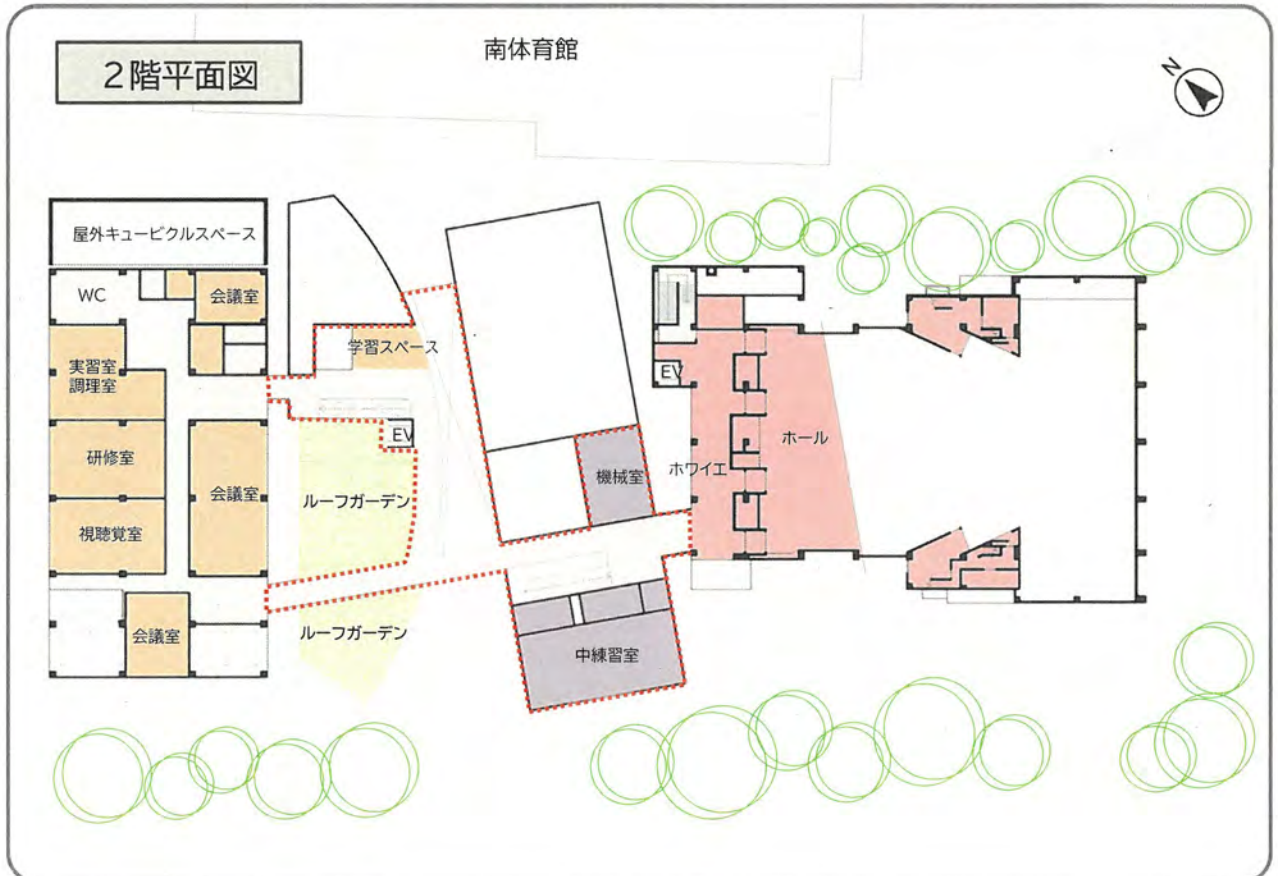 南体育館
2階平面図
N
屋外キュービクルスペース
WC
会議室
学習スペース
実習室
調理室
EV
EV
ホール
研修室
会議室
ルーフガーデン
機械室
ホワイエ
視聴覚室
会議室
ルーフガーデン
中練習室